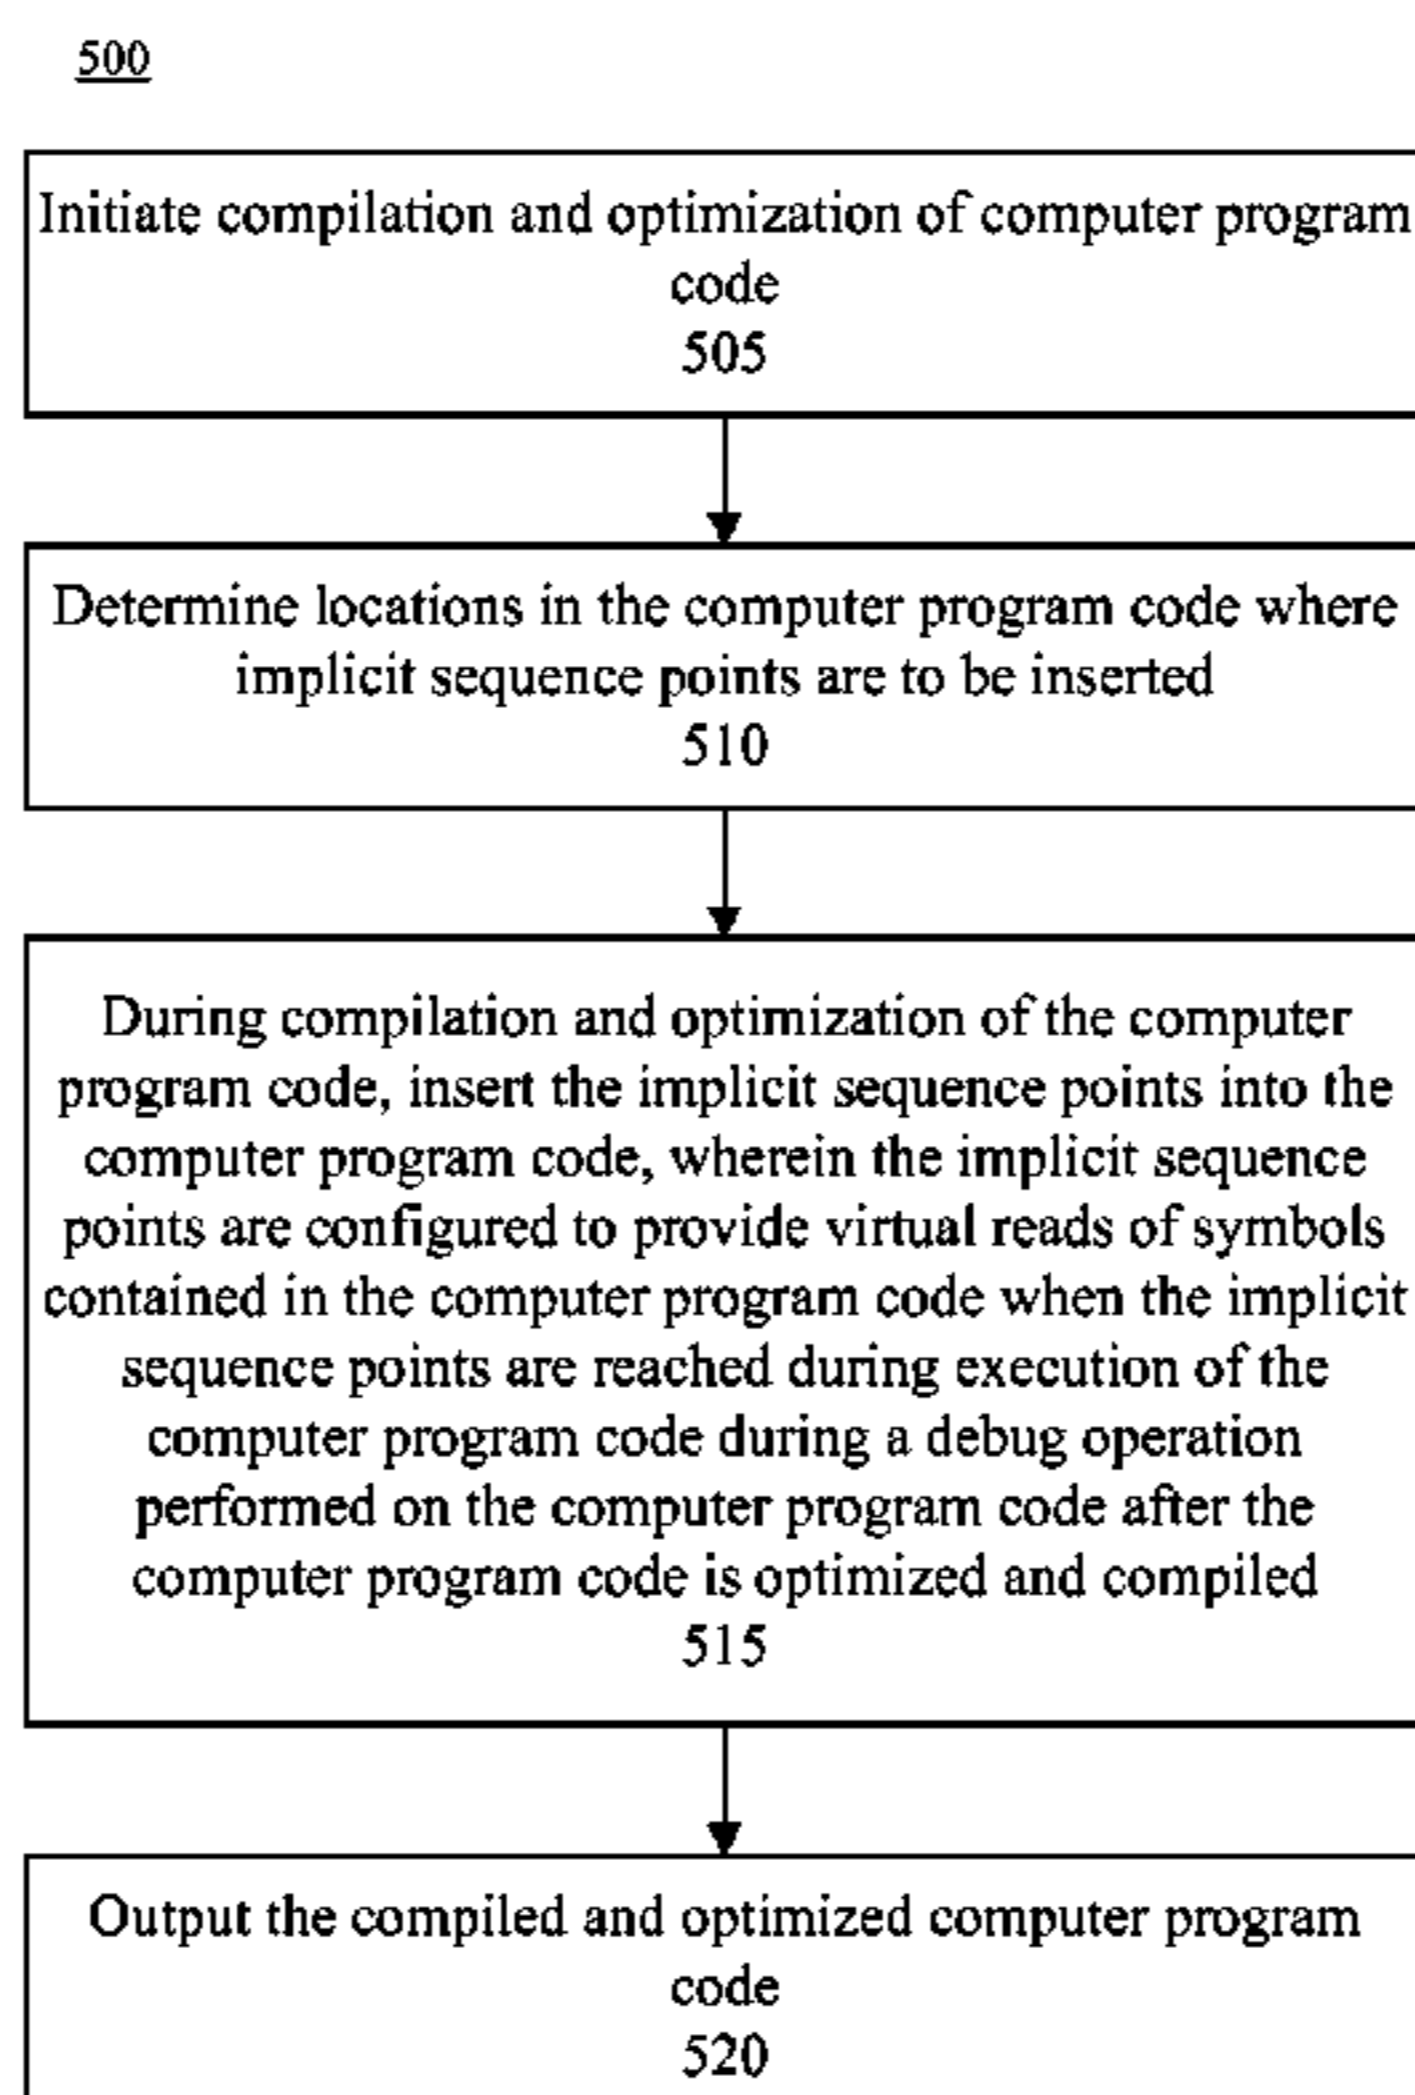 500
Initiate compilation and optimization of computer program
code
505
Determine locations in the computer program code where
implicit sequence points are to be inserted
510
During compilation and optimization of the computer
program code, insert the implicit sequence points into the
computer program code, wherein the implicit sequence
points are configured to provide virtual reads of symbols
contained in the computer program code when the implicit
sequence points are reached during execution of the
computer program code during a debug operation
performed on the computer program code after the
computer program code is optimized and compiled
515
Output the compiled and optimized computer program
code
520